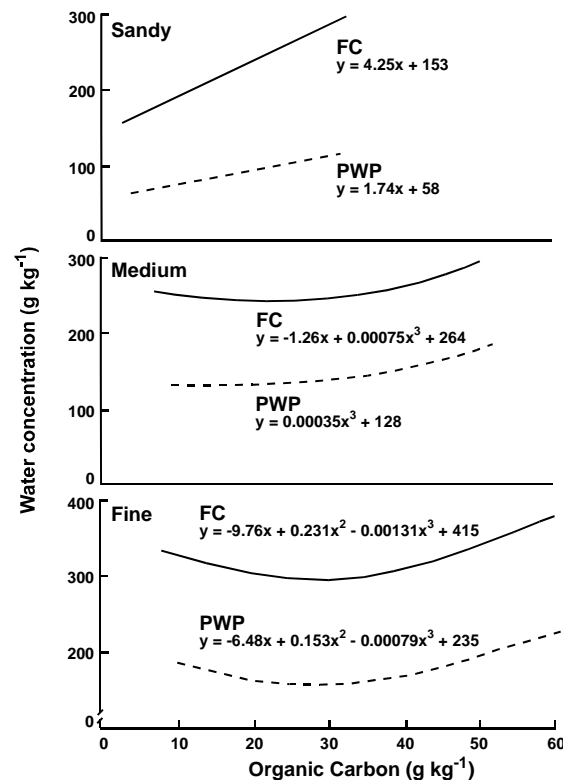 Water concentration (g kg⁻¹)
300
Sandy
FC
y = 4.25x + 153
200
100
PWP
y = 1.74x + 58
0
300
Medium
200
FC
y = -1.26x + 0.00075x³ + 264
100
PWP
y = 0.00035x³ + 128
0
400
Fine
FC
y = -9.76x + 0.231x² - 0.00131x³ + 415
300
PWP
y = -6.48x + 0.153x² - 0.00079x³ + 235
200
0
0 10 20 30 40 50 60
Organic Carbon (g kg⁻¹)